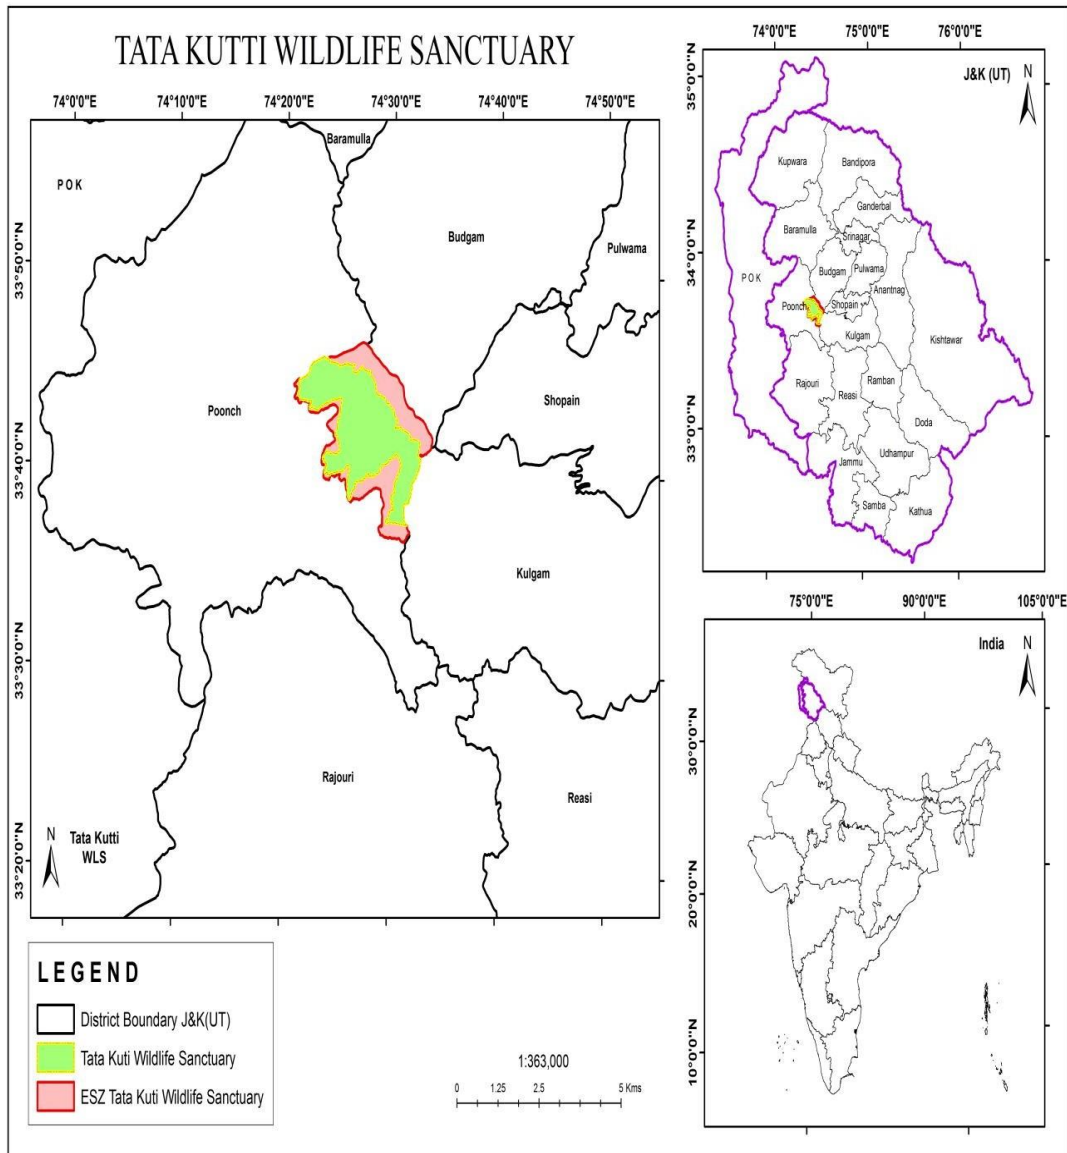 TATA KUTTI WILDLIFE SANCTUARY
74°0'0"E 74°10'0"E 74°20'0"E 74°30'0"E 74°40'0"E 74°50'0"E
33°50'0"N
33°40'0"N
33°30'0"N
33°20'0"N
Baramulla
P O K
Budgam
Pulwama
Poonch
Shopain
Kulgam
Rajouri
Reasi
N
Tata Kutti
WLS
74°0'0"E 75°0'0"E 76°0'0"E
35°0'0"N
34°0'0"N
33°0'0"N
J&K (UT)
N
Kupwara
Bandipora
Ganderbal
Baramulla
Srinagar
Budgam
Pulwama
P O K
Anantnag
Poonch
Shopain
Kulgam
Kishtawar
Rajouri
Reasi
Ramban
Doda
Udhampur
Jammu
Samba
Kathua
75°0'0"E 90°0'0"E 105°0'0"E
30°0'0"N
20°0'0"N
10°0'0"N
India
N
LEGEND
District Boundary J&K(UT)
Tata Kuti Wildlife Sanctuary
ESZ Tata Kuti Wildlife Sanctuary
1:363,000
0 1.25 2.5 5 Kms